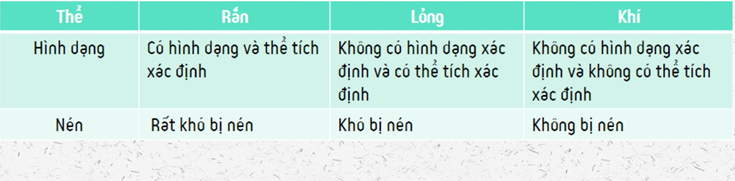 Thể Rắn Lỏng Khí
Hình dạng Có hình dạng và thể tích Không có hình dạng xác Không có hình dạng xác
xác định định và có thể tích xác định và không có thể tích
định xác định
Nén Rất khó bị nén Khó bị nén Không bị nén